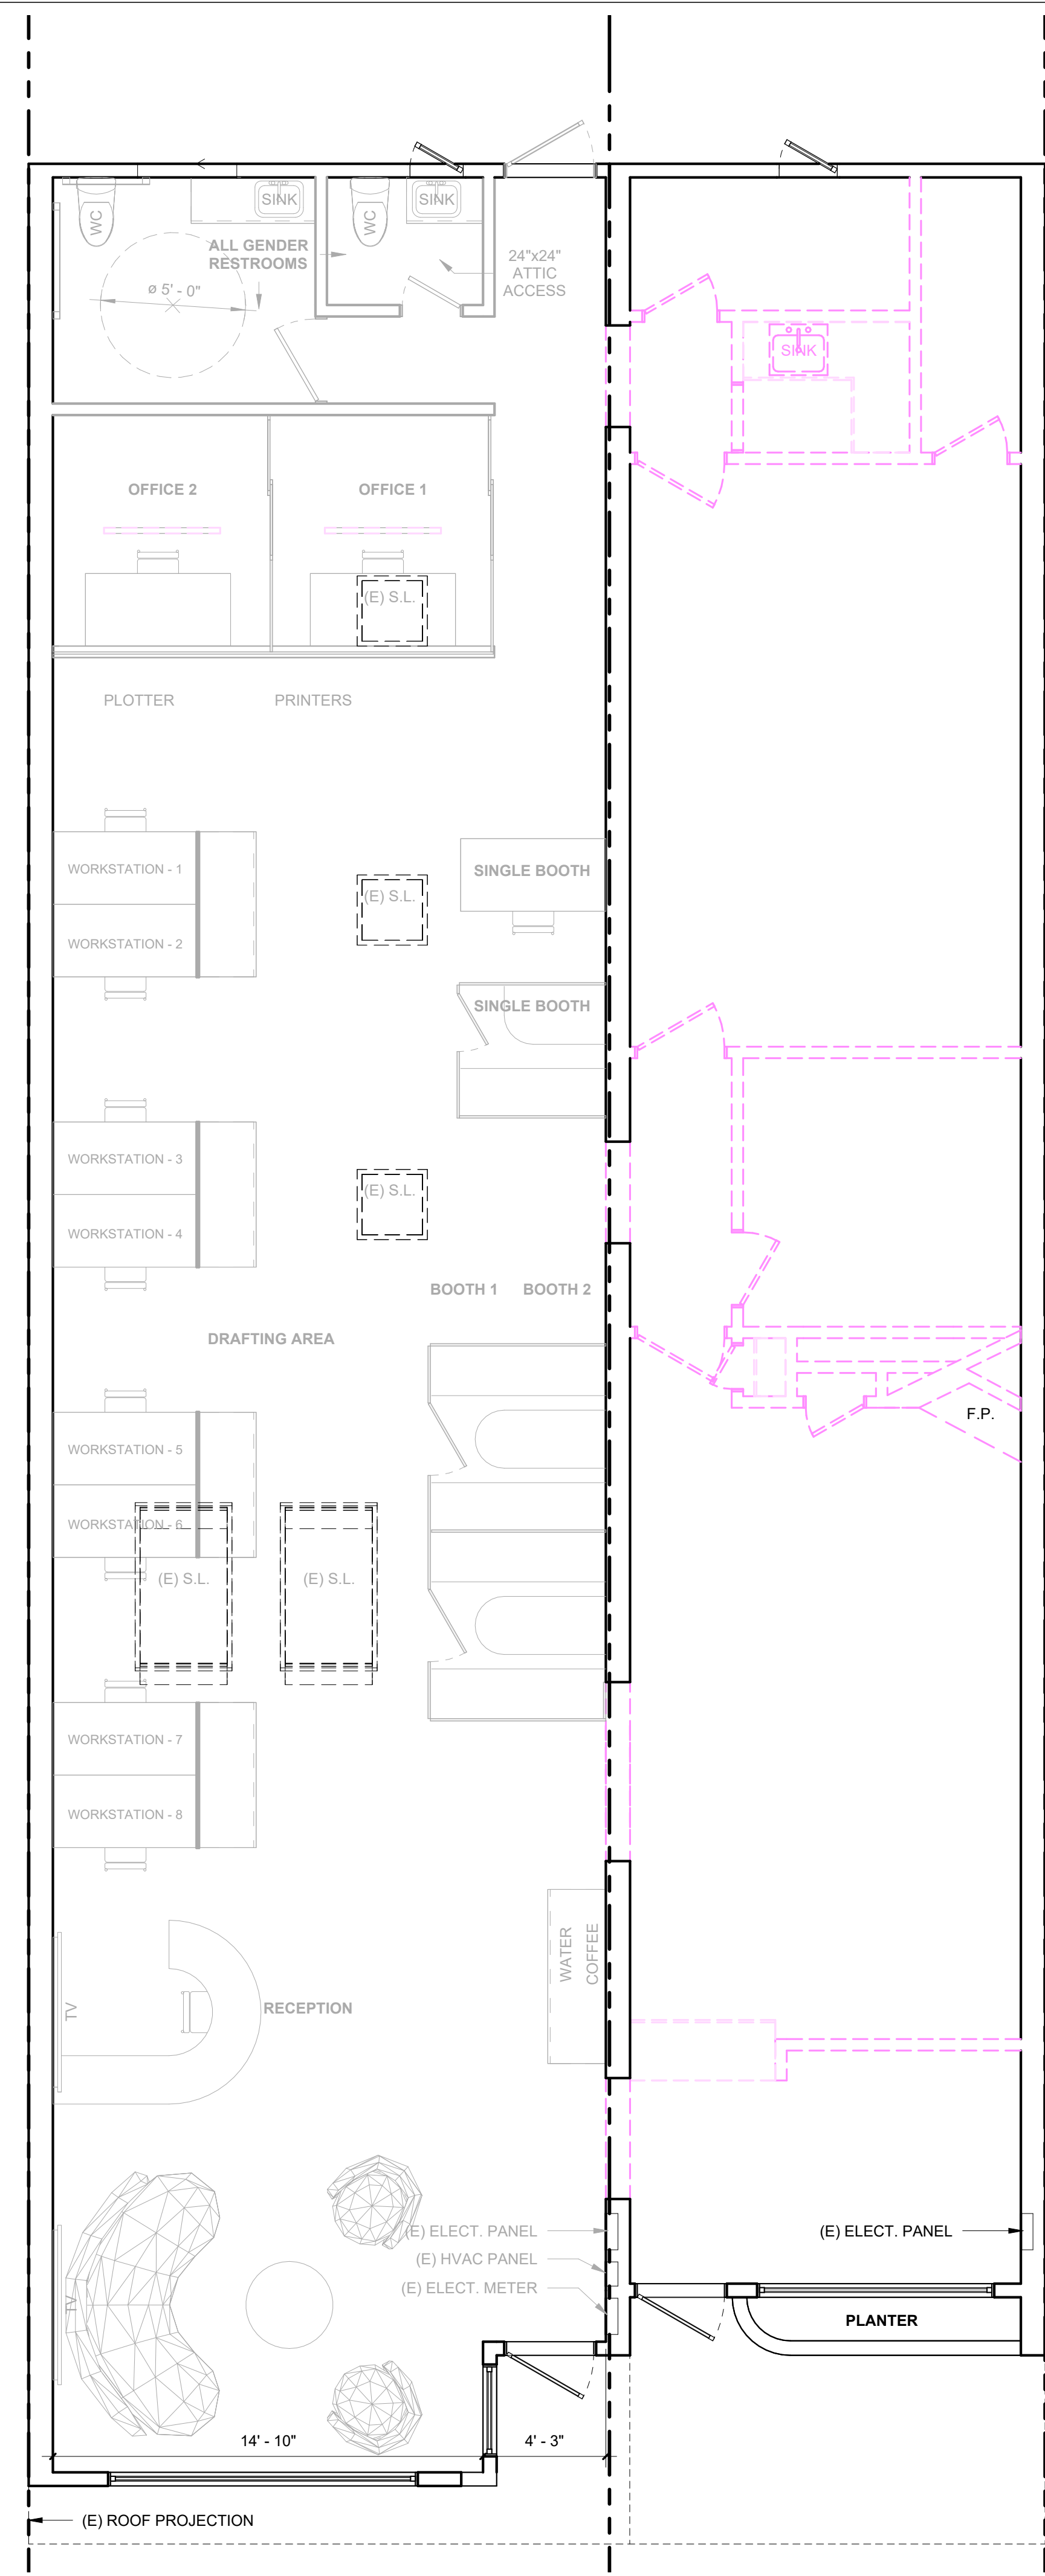 SINK
SINK
WC
WC
ALL GENDER
RESTROOMS
24"x24"
ATTIC
ACCESS
ø 5' - 0"
SINK
OFFICE 2
OFFICE 1
(E) S.L.
PLOTTER
PRINTERS
WORKSTATION - 1
SINGLE BOOTH
(E) S.L.
WORKSTATION - 2
SINGLE BOOTH
WORKSTATION - 3
(E) S.L.
WORKSTATION - 4
BOOTH 1
BOOTH 2
DRAFTING AREA
F.P.
WORKSTATION - 5
WORKSTATION - 6
(E) S.L.
(E) S.L.
WORKSTATION - 7
WORKSTATION - 8
WATER
COFFEE
TV
RECEPTION
(E) ELECT. PANEL
(E) ELECT. PANEL
(E) HVAC PANEL
(E) ELECT. METER
TV
PLANTER
14' - 10"
4' - 3"
(E) ROOF PROJECTION